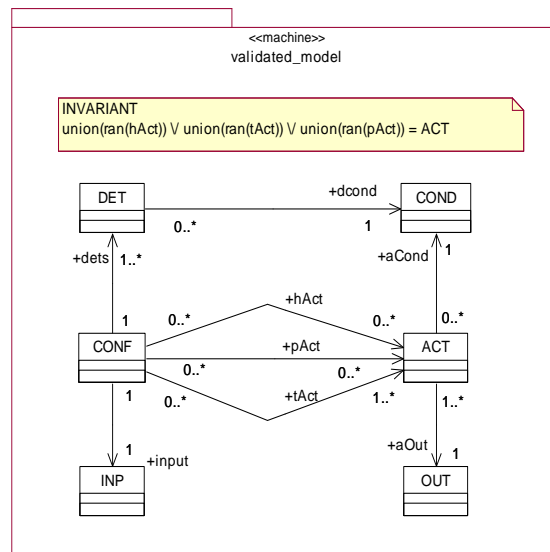 <<machine>>
validated_model
INVARIANT
union(ran(hAct)) \/ union(ran(tAct)) \/ union(ran(pAct)) = ACT
DET
+dcond
COND
0..*
1
+dets
1..*
1
+aCond
+hAct
1
0..*
0..*
0..*
CONF
+pAct
ACT
0..*
0..*
1
0..*
+tAct
1..*
1..*
1
+input
+aOut
1
INP
OUT